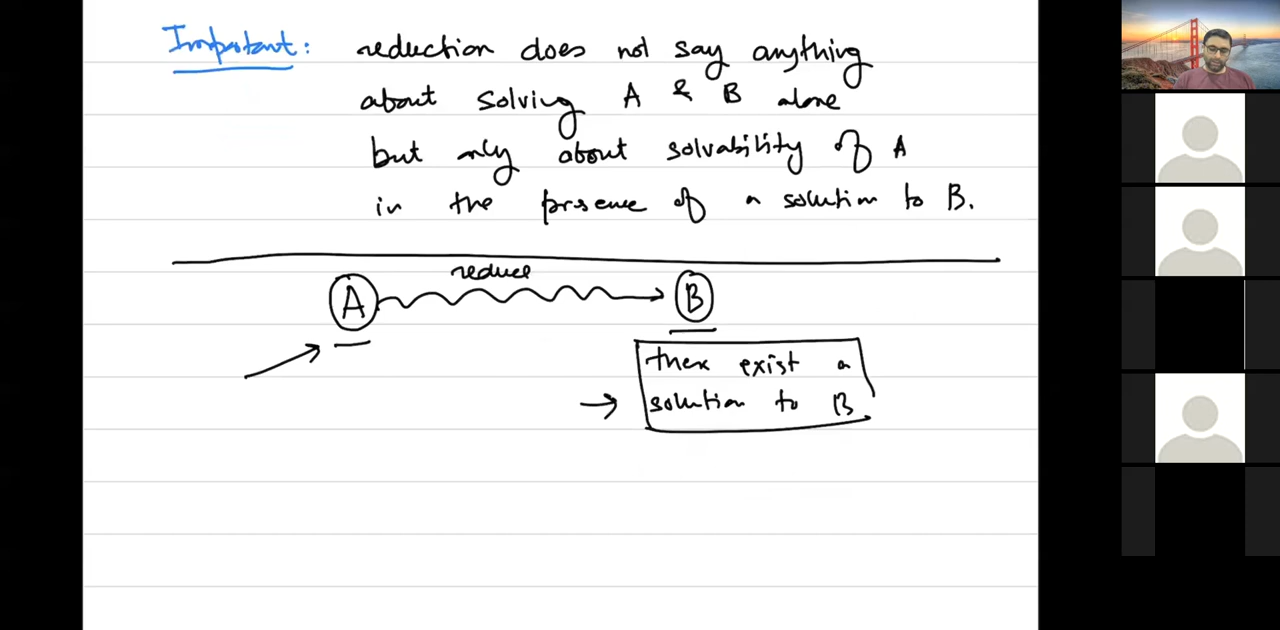 Important: reduction does not say anything
about solving A & B alone
but only about solvability of A
in the presence of a solution to B.
reduce
A B
there exist a
solution to B